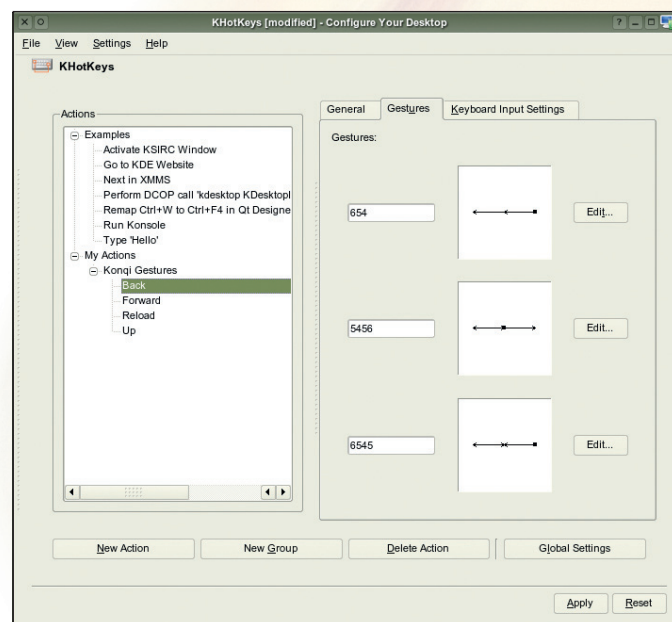 KHotKeys [modified] - Configure Your Desktop
File View Settings Help
KHotKeys
Actions
Examples
Activate KSIRC Window
Go to KDE Website
Next in XMMS
Perform DCOP call 'kdesktop KDesktopI
Remap Ctrl+W to Ctrl+F4 in Qt Designe
Run Konsole
Type 'Hello'
My Actions
Konqi Gestures
Back
Forward
Reload
Up
General Gestures Keyboard Input Settings
Gestures:
654 Edit...
5456 Edit...
6545 Edit...
New Action New Group Delete Action Global Settings
Apply Reset